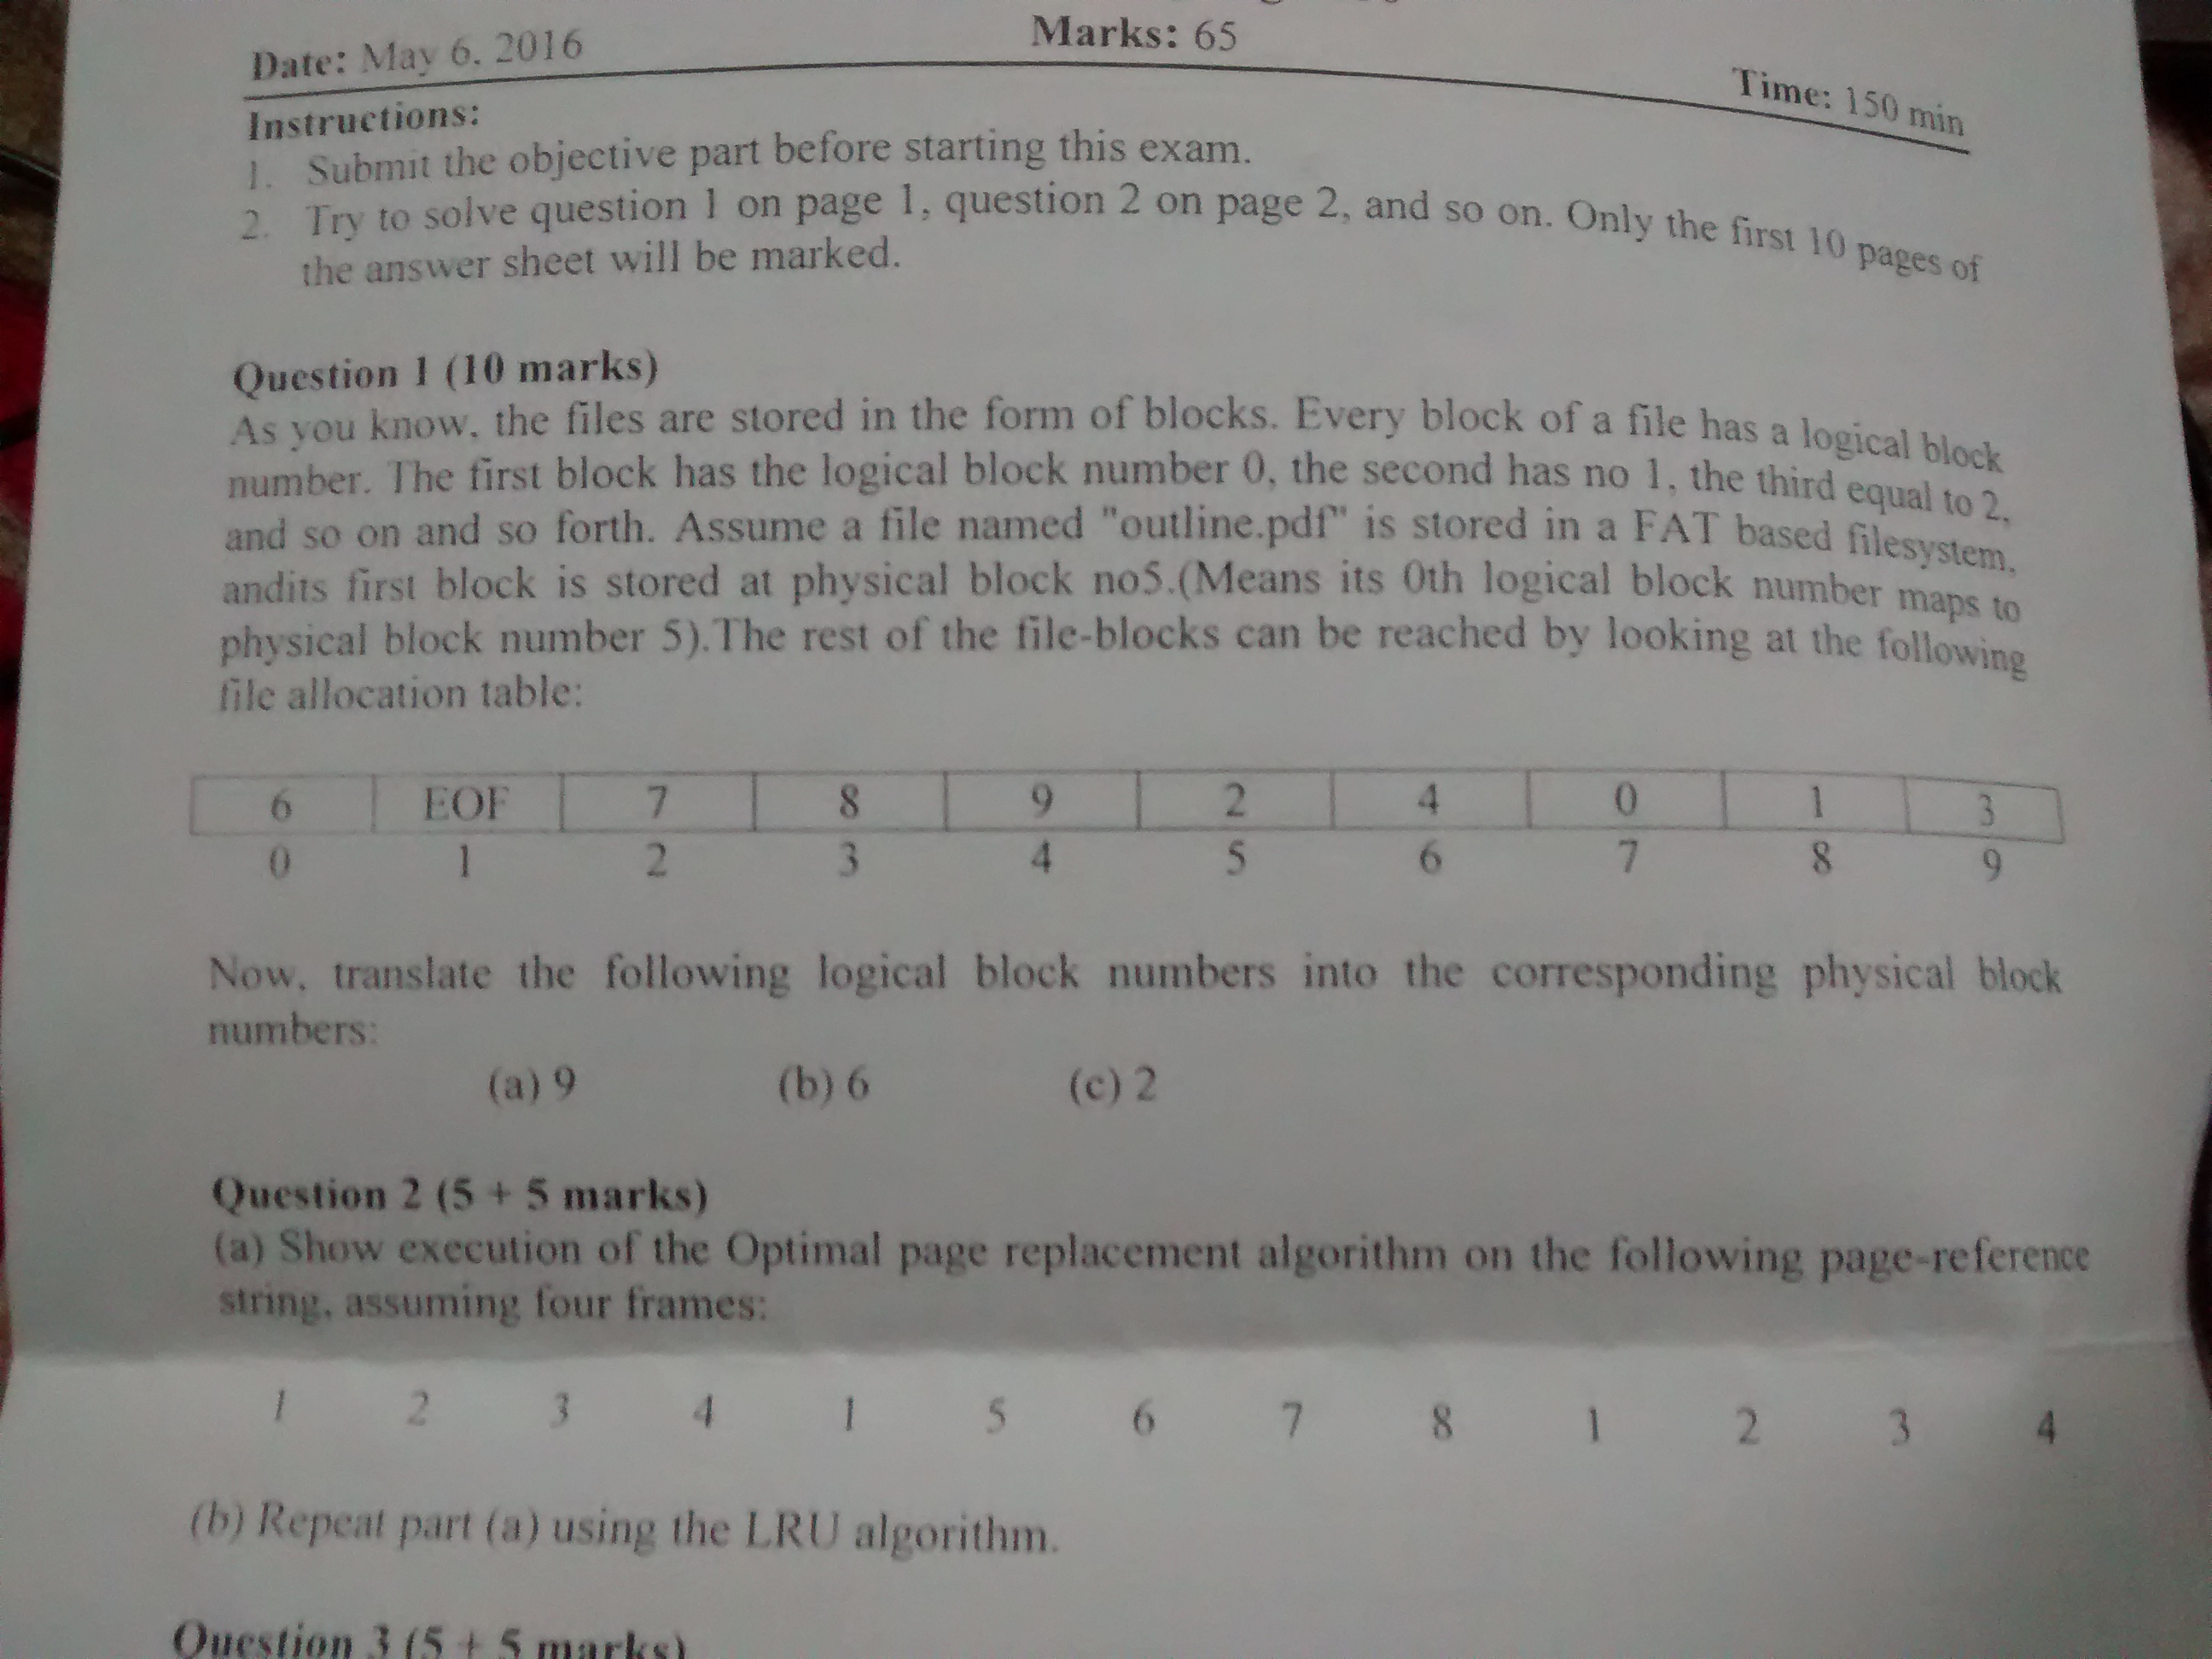 Marks: 65
Date: May 6, 2016
Time: 150 min
Instructions:
1. Submit the objective part before starting this exam.
2. Try to solve question 1 on page 1, question 2 on page 2, and so on. Only the first 10 pages of
the answer sheet will be marked.
Question 1 (10 marks)
As you know, the files are stored in the form of blocks. Every block of a file has a logical block
number. The first block has the logical block number 0, the second has no 1, the third equal to 2,
and so on and so forth. Assume a file named "outline.pdf" is stored in a FAT based filesystem,
andits first block is stored at physical block no5.(Means its 0th logical block number maps to
physical block number 5).The rest of the file-blocks can be reached by looking at the following
file allocation table:
6 EOF 7 8 9 2 4 0 1 3
0 1 2 3 4 5 6 7 8 9
Now, translate the following logical block numbers into the corresponding physical block
numbers:
(a) 9 (b) 6 (c) 2
Question 2 (5 + 5 marks)
(a) Show execution of the Optimal page replacement algorithm on the following page-reference
string, assuming four frames:
1 2 3 4 1 5 6 7 8 1 2 3 4
(b) Repeat part (a) using the LRU algorithm.
Question 3 (5 + 5 marks)